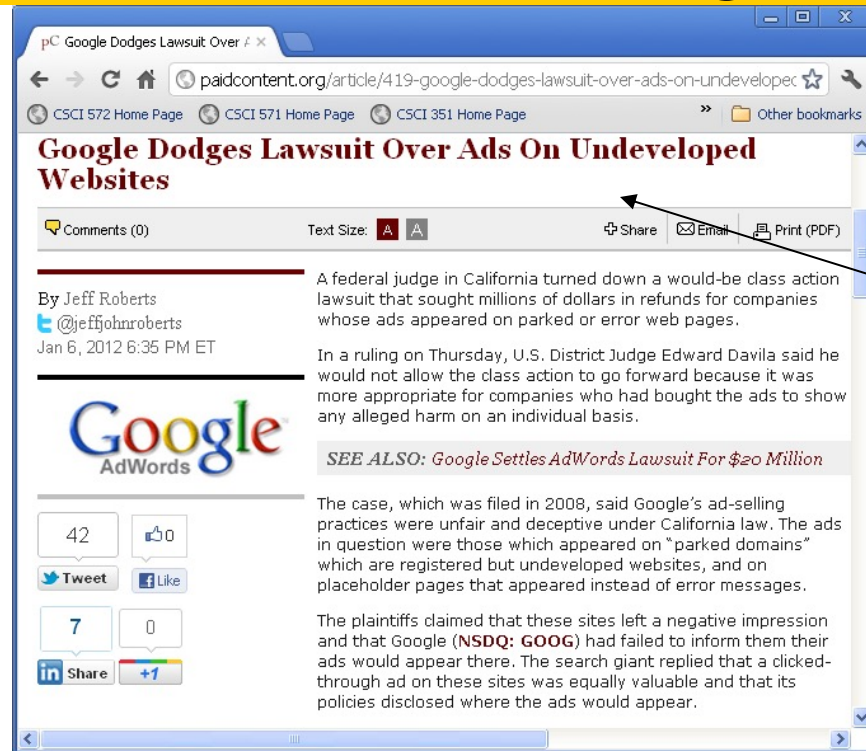 pC Google Dodges Lawsuit Over A
paidcontent.org/article/419-google-dodges-lawsuit-over-ads-on-undeveloped
CSCI 572 Home Page CSCI 571 Home Page CSCI 351 Home Page » Other bookmarks
Google Dodges Lawsuit Over Ads On Undeveloped
Websites
Comments (0) Text Size: A A Share Email Print (PDF)
By Jeff Roberts
@jeffjohnroberts
Jan 6, 2012 6:35 PM ET
Google™
AdWords
42 0
Tweet Like
7 0
in Share +1
A federal judge in California turned down a would-be class action
lawsuit that sought millions of dollars in refunds for companies
whose ads appeared on parked or error web pages.
In a ruling on Thursday, U.S. District Judge Edward Davila said he
would not allow the class action to go forward because it was
more appropriate for companies who had bought the ads to show
any alleged harm on an individual basis.
SEE ALSO: Google Settles AdWords Lawsuit For $20 Million
The case, which was filed in 2008, said Google's ad-selling
practices were unfair and deceptive under California law. The ads
in question were those which appeared on "parked domains"
which are registered but undeveloped websites, and on
placeholder pages that appeared instead of error messages.
The plaintiffs claimed that these sites left a negative impression
and that Google (NSDQ: GOOG) had failed to inform them their
ads would appear there. The search giant replied that a clicked-
through ad on these sites was equally valuable and that its
policies disclosed where the ads would appear.